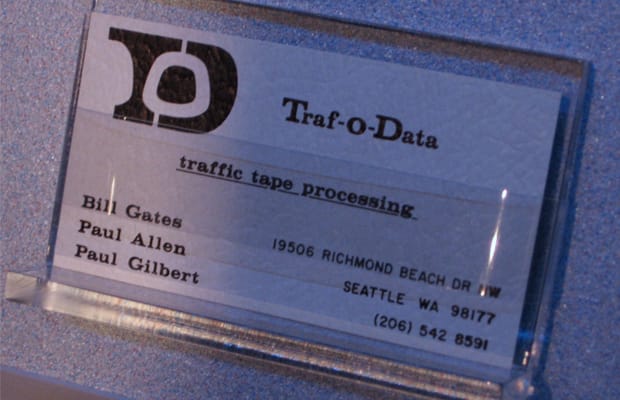 TOD
Traf-o-Data
traffic tape processing
Bill Gates
Paul Allen
Paul Gilbert
19506 RICHMOND BEACH DR NW
SEATTLE WA 98177
(206) 542 8591